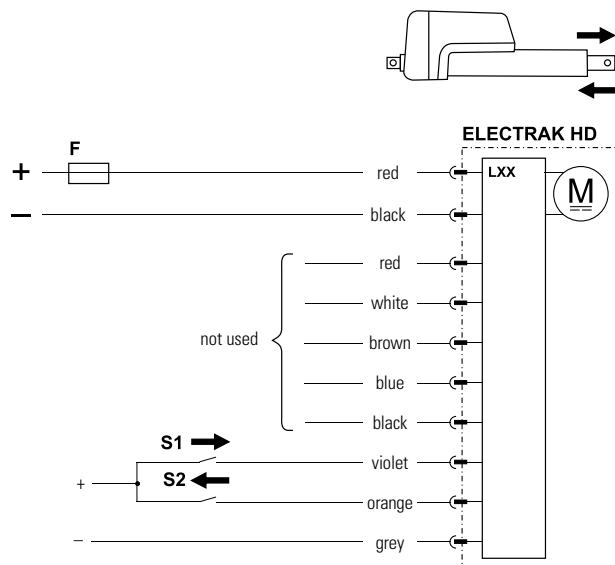 ELECTRAK HD
F
+ red LXX
M
− black
red
white
not used brown
blue
black
S1 violet
+ S2
orange
− grey